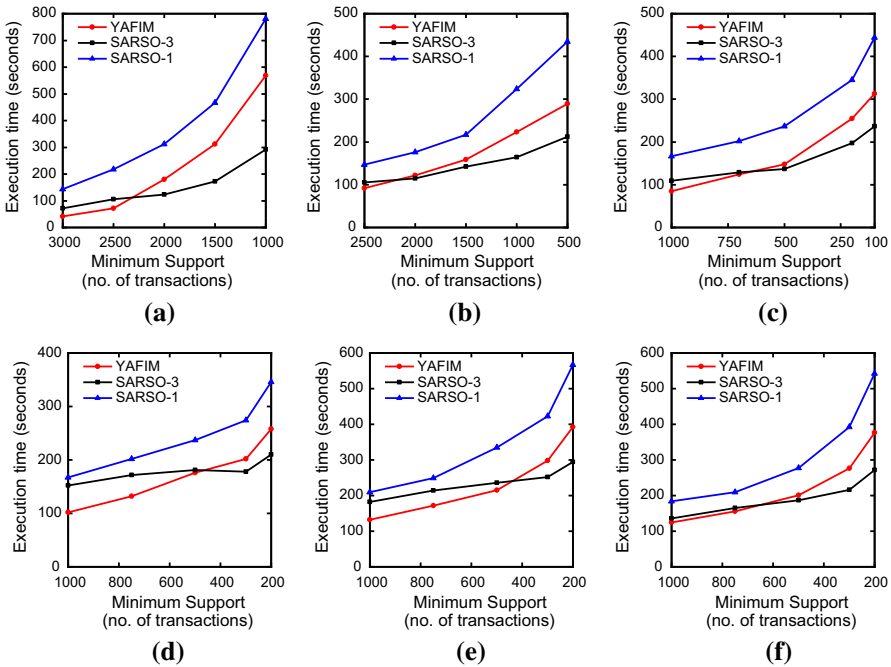 800
700
600
500
400
300
200
100
0
Execution time (seconds)
YAFIM
SARSO-3
SARSO-1
3000 2500 2000 1500 1000
Minimum Support
(no. of transactions)
(a)
500
400
300
200
100
0
Execution time (seconds)
YAFIM
SARSO-3
SARSO-1
2500 2000 1500 1000 500
Minimum Support
(no. of transactions)
(b)
500
400
300
200
100
0
Execution time (seconds)
YAFIM
SARSO-3
SARSO-1
1000 750 500 250 100
Minimum Support
(no. of transactions)
(c)
400
300
200
100
0
Execution time (seconds)
YAFIM
SARSO-3
SARSO-1
1000 800 600 400 200
Minimum Support
(no. of transactions)
(d)
600
500
400
300
200
100
0
Execution time (seconds)
YAFIM
SARSO-3
SARSO-1
1000 800 600 400 200
Minimum Support
(no. of transactions)
(e)
600
500
400
300
200
100
0
Execution time (seconds)
YAFIM
SARSO-3
SARSO-1
1000 800 600 400 200
Minimum Support
(no. of transactions)
(f)